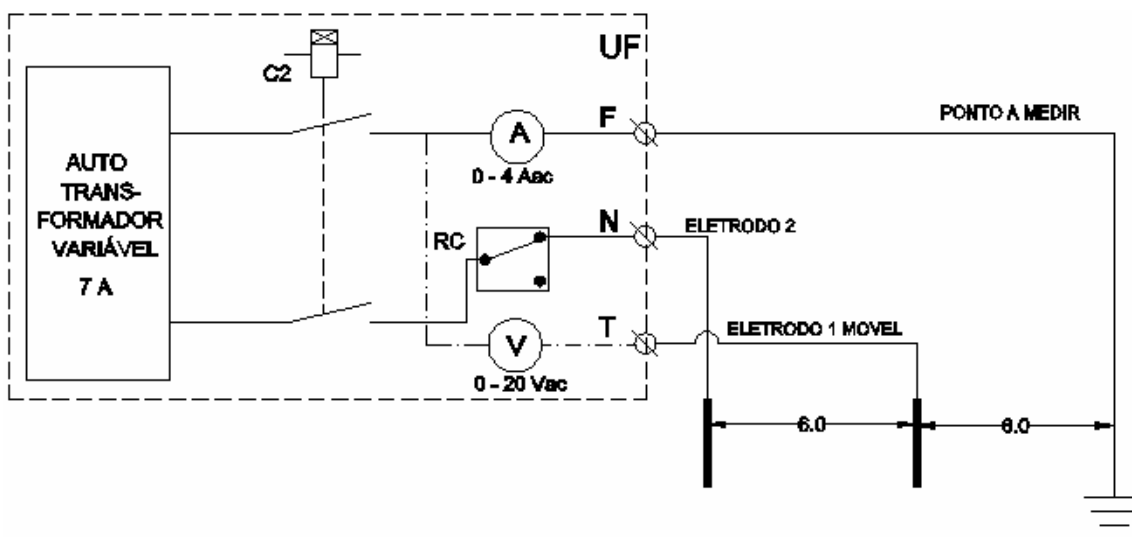 UF
C2
F
PONTO A MEDIR
A
0 - 4 Aac
AUTO
TRANS-
FORMADOR
VARIÁVEL
7 A
N
ELETRODO 2
RC
T
ELETRODO 1 MOVEL
V
0 - 20 Vac
6.0
6.0